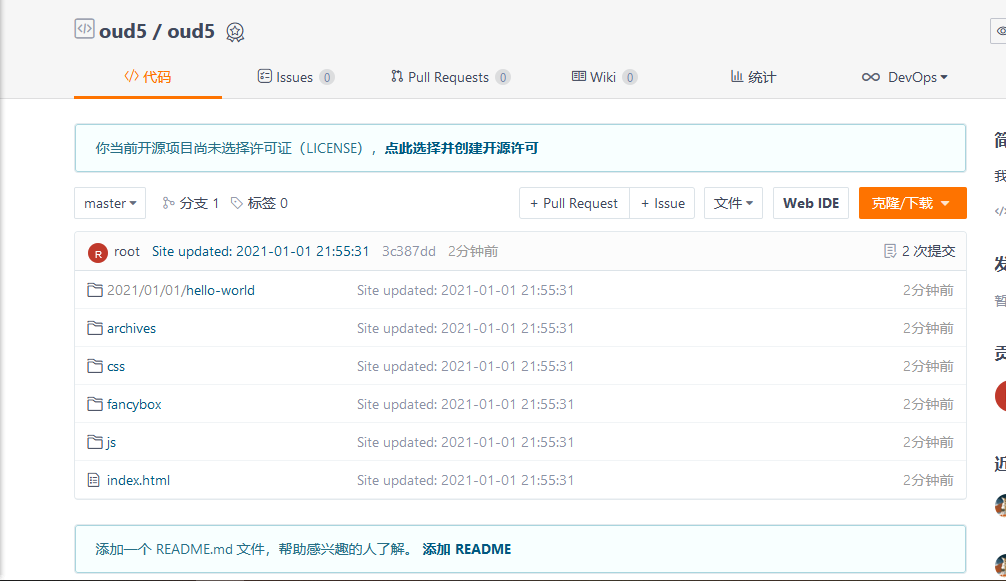 oud5 / oud5
代码 Issues 0 Pull Requests 0 Wiki 0 统计 DevOps
你当前开源项目尚未选择许可证（LICENSE），点此选择并创建开源许可
master 分支 1 标签 0 + Pull Request + Issue 文件 Web IDE 克隆/下载
R root Site updated: 2021-01-01 21:55:31 3c387dd 2分钟前 2 次提交
2021/01/01/hello-world Site updated: 2021-01-01 21:55:31 2分钟前
archives Site updated: 2021-01-01 21:55:31 2分钟前
css Site updated: 2021-01-01 21:55:31 2分钟前
fancybox Site updated: 2021-01-01 21:55:31 2分钟前
js Site updated: 2021-01-01 21:55:31 2分钟前
index.html Site updated: 2021-01-01 21:55:31 2分钟前
添加一个 README.md 文件，帮助感兴趣的人了解。 添加 README